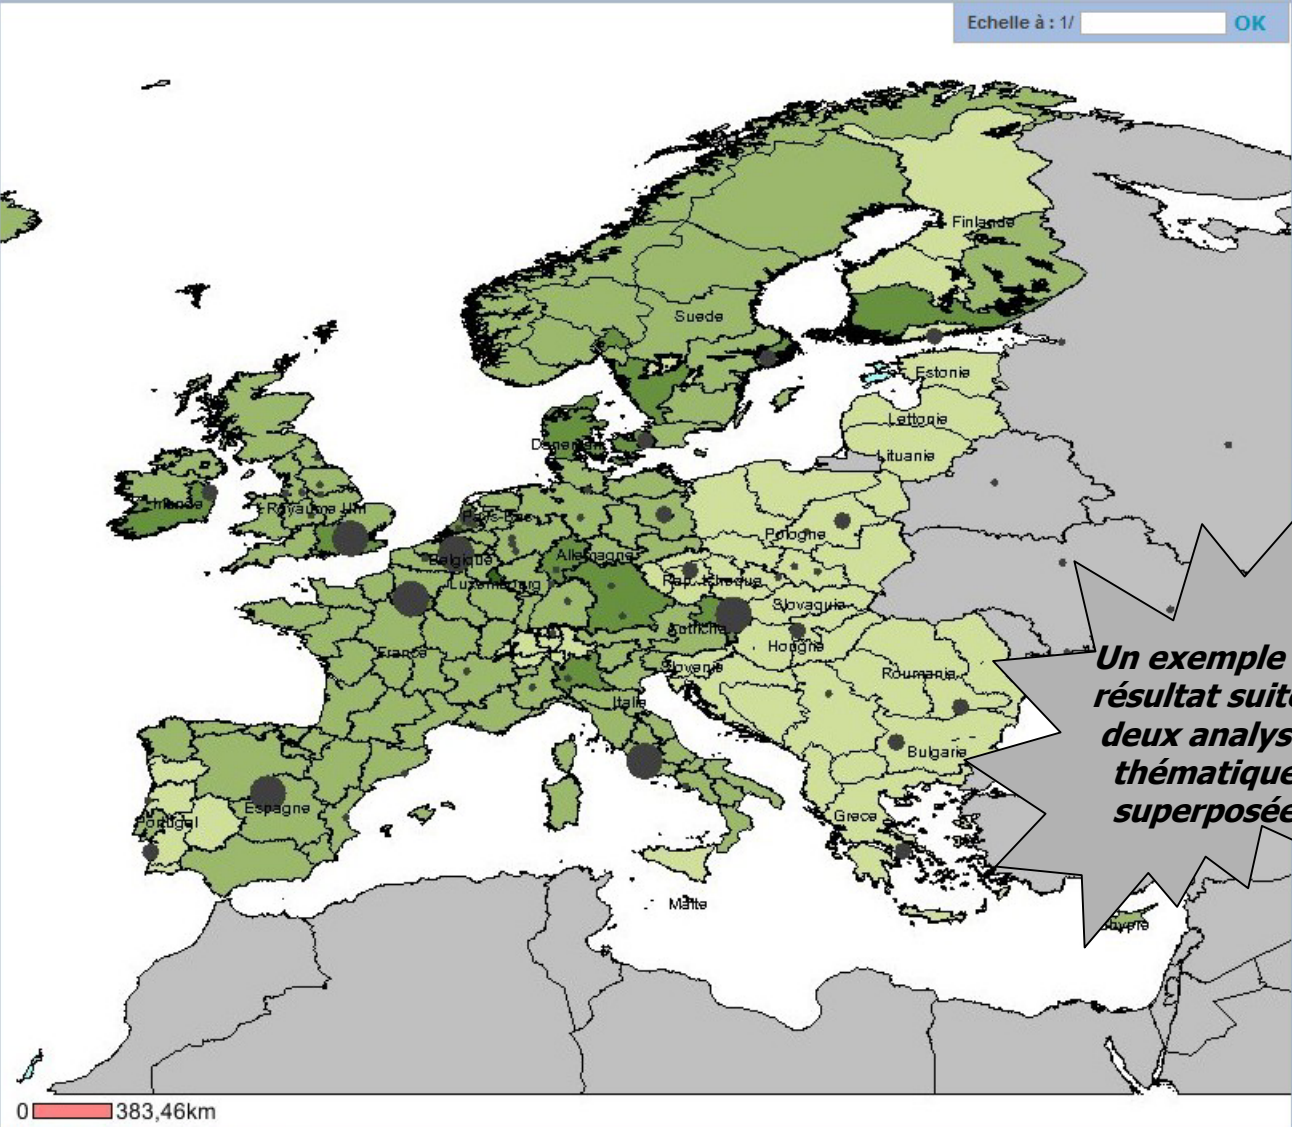 Echelle à : 1/ OK
Finlande
Suede
Estonie
Lettonie
Lituanie
Royaume Uni
Pays-Bas
Pologne
Belgique
Allemagne
Luxembourg
Rep. tcheque
Slovaquie
Autriche
France
Hongrie
Slovenie
Roumanie
Italie
Bulgarie
Espagne
Portugal
Grece
Malte
Un exemple
résultat suite
deux analys
thématique
superposée
0 383,46km